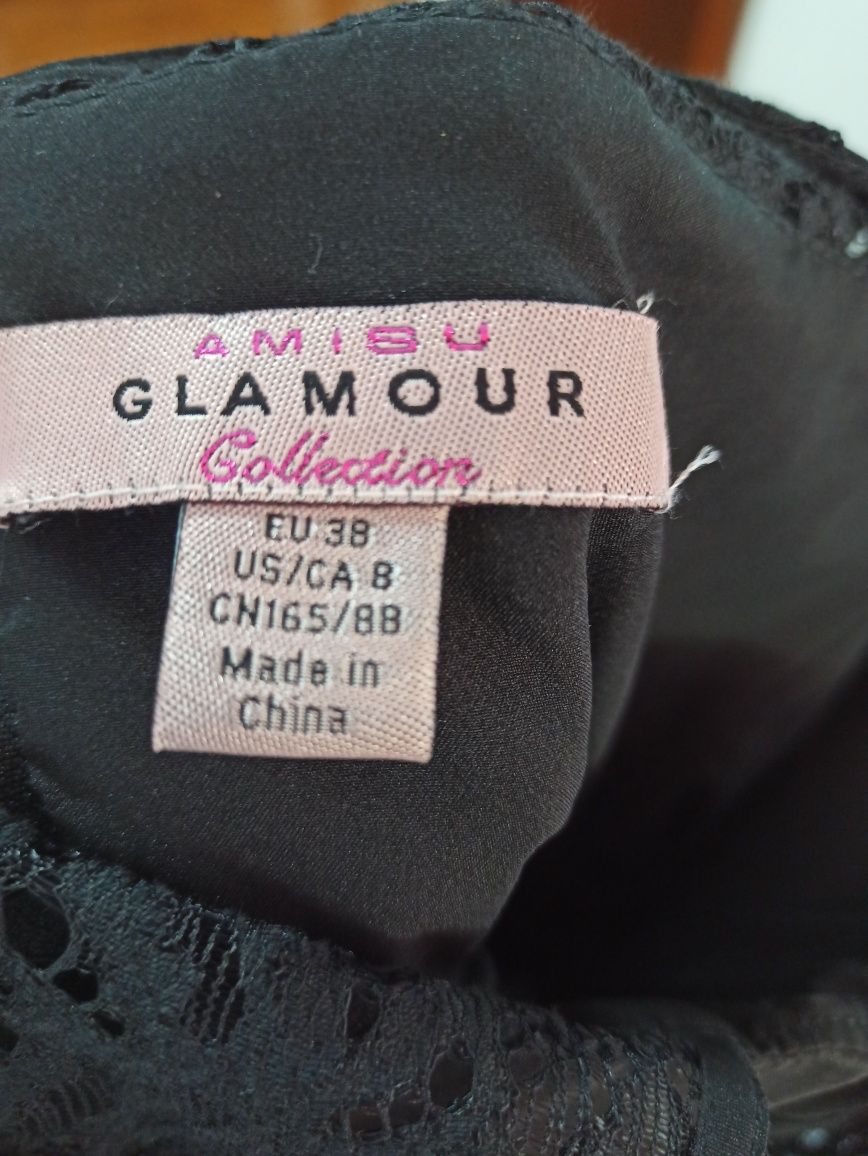 AMISU
GLAMOUR
Collection
EU 38
US/CA 8
CN165/88
Made in
China